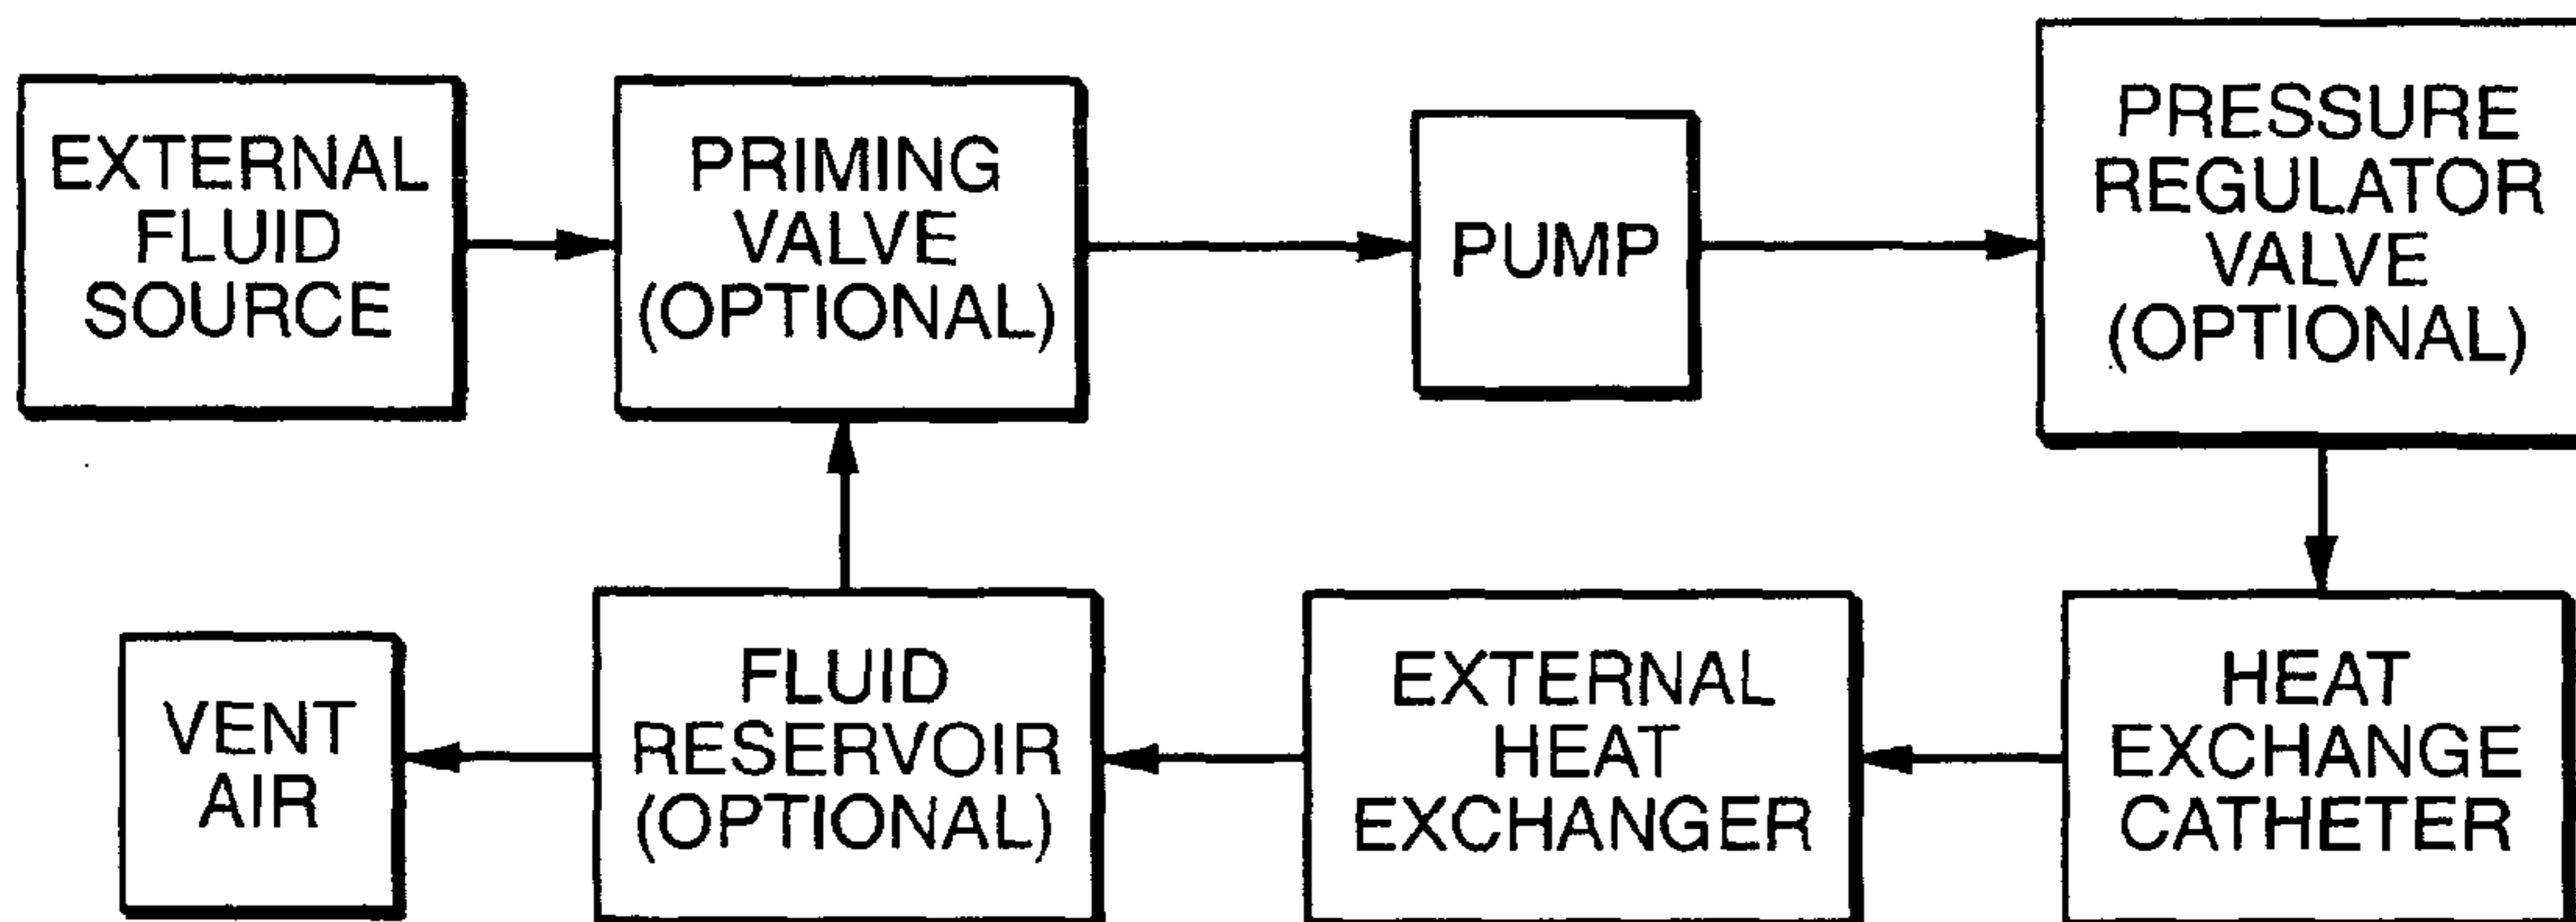 EXTERNAL
FLUID
SOURCE
PRIMING
VALVE
(OPTIONAL)
PUMP
PRESSURE
REGULATOR
VALVE
(OPTIONAL)
VENT
AIR
FLUID
RESERVOIR
(OPTIONAL)
EXTERNAL
HEAT
EXCHANGER
HEAT
EXCHANGE
CATHETER